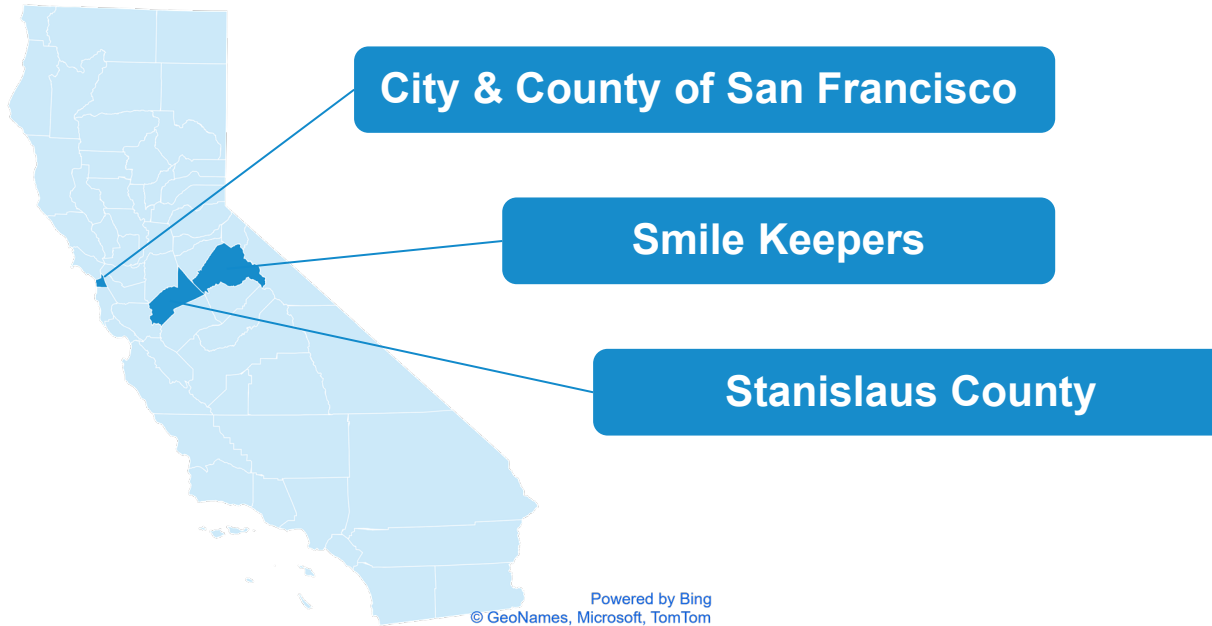 City & County of San Francisco
Smile Keepers
Stanislaus County
Powered by Bing
© GeoNames, Microsoft, TomTom